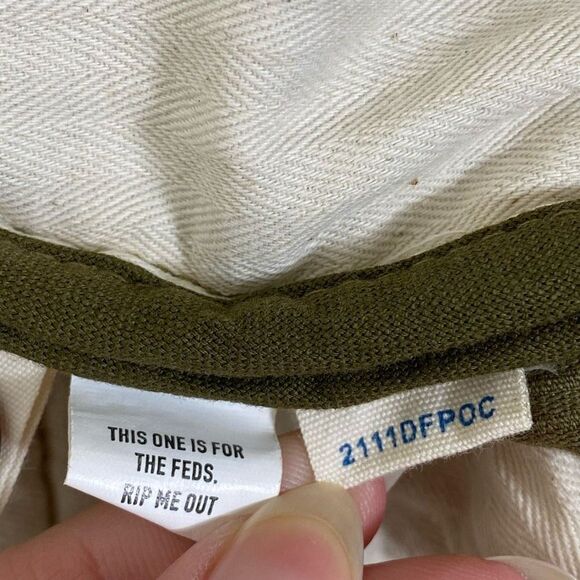 THIS ONE IS FOR
THE FEDS.
RIP ME OUT
2111DFPOC